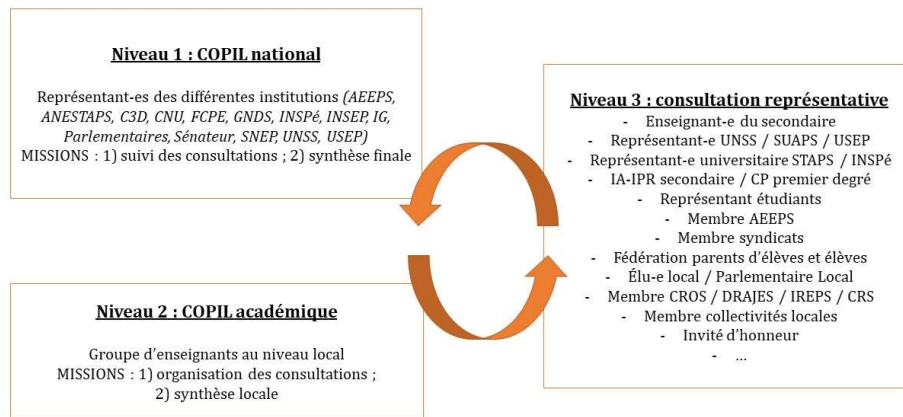 Niveau 1 : COPIL national
Représentant-es des différentes institutions (AEEPS,
ANESTAPS, C3D, CNU, FCPE, GNDS, INSPé, INSEP, IG,
Parlementaires, Sénateur, SNEP, UNSS, USEP)
MISSIONS : 1) suivi des consultations ; 2) synthèse finale
Niveau 2 : COPIL académique
Groupe d'enseignants au niveau local
MISSIONS : 1) organisation des consultations ;
2) synthèse locale
Niveau 3 : consultation représentative
- Enseignant-e du secondaire
- Représentant-e UNSS / SUAPS / USEP
- Représentant-e universitaire STAPS / INSPé
- IA-IPR secondaire / CP premier degré
- Représentant étudiants
- Membre AEEPS
- Membre syndicats
- Fédération parents d'élèves et élèves
- Élu-e local / Parlementaire Local
- Membre CROS / DRAJES / IREPS / CRS
- Membre collectivités locales
- Invité d'honneur
- ...